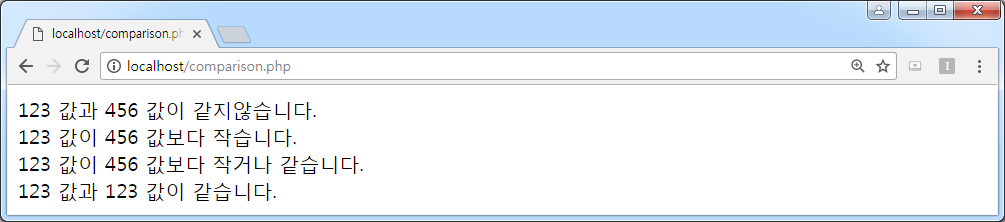 localhost/comparison.ph
localhost/comparison.php
123 값과 456 값이 같지않습니다.
123 값이 456 값보다 작습니다.
123 값이 456 값보다 작거나 같습니다.
123 값과 123 값이 같습니다.